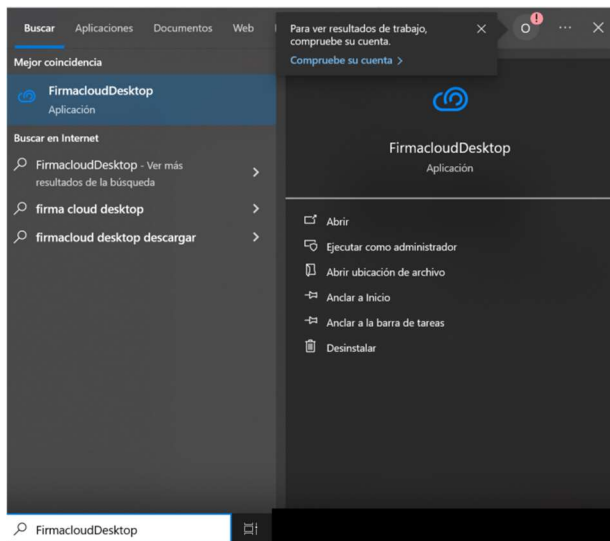 Buscar Aplicaciones Documentos Web
Para ver resultados de trabajo,
compruebe su cuenta.
Compruebe su cuenta >
O
Mejor coincidencia
FirmacloudDesktop
Aplicación
Buscar en Internet
FirmacloudDesktop - Ver más
resultados de la búsqueda
firma cloud desktop
firmacloud desktop descargar
FirmacloudDesktop
Aplicación
Abrir
Ejecutar como administrador
Abrir ubicación de archivo
Anclar a Inicio
Anclar a la barra de tareas
Desinstalar
FirmacloudDesktop